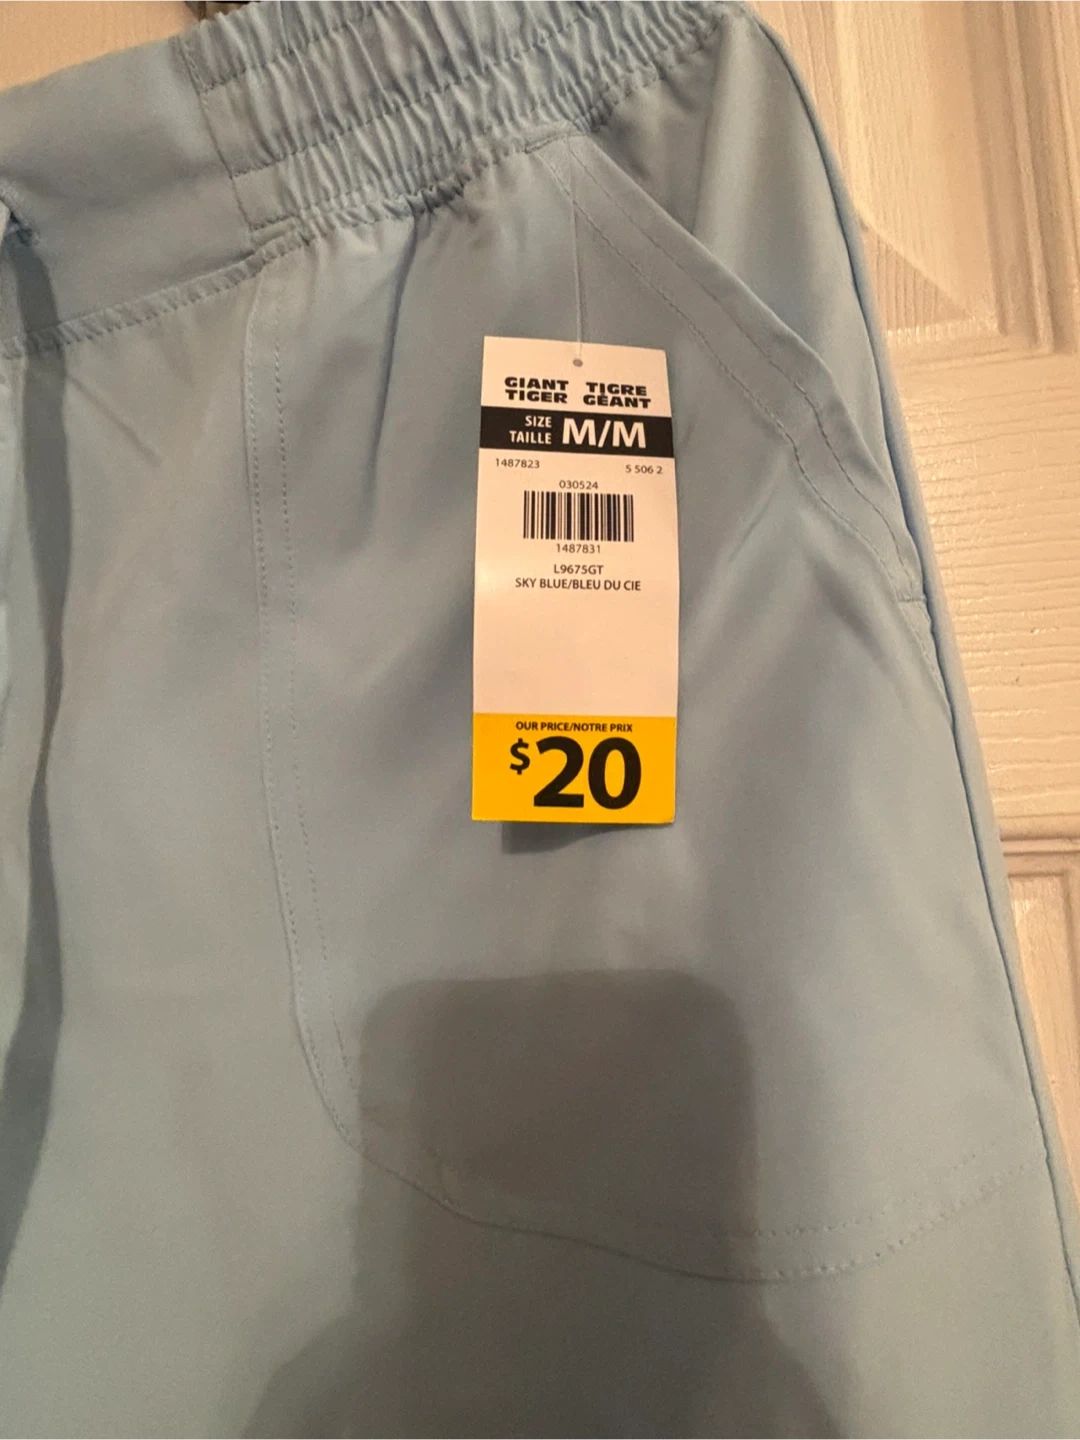 GIANT TIGRE
TIGER GÉANT
SIZE
TAILLE M/M
1487823 5 506 2
030524
1487831
L9675GT
SKY BLUE/BLEU DU CIE
OUR PRICE/NOTRE PRIX
$20